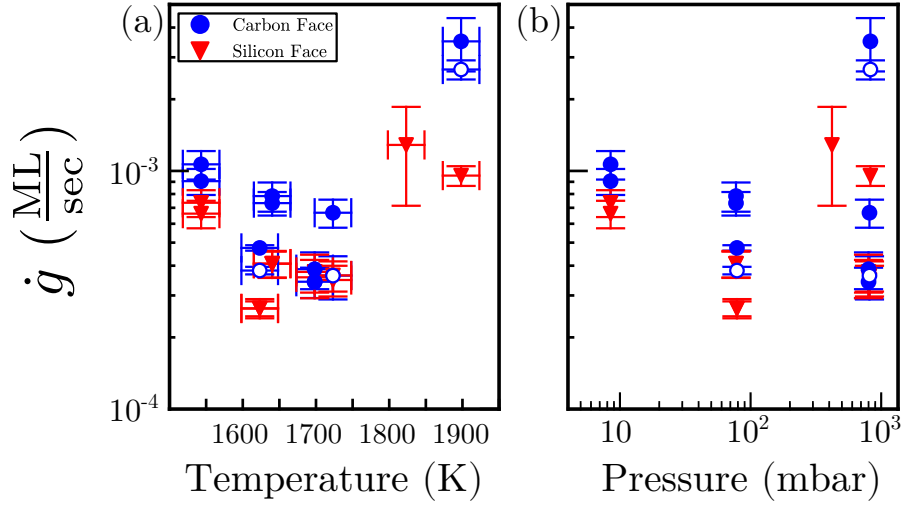 (a)
Carbon Face
Silicon Face
(b)
ġ (ML/sec)
10⁻³
10⁻⁴
1600 1700 1800 1900
10¹ 10² 10³
Temperature (K)
Pressure (mbar)